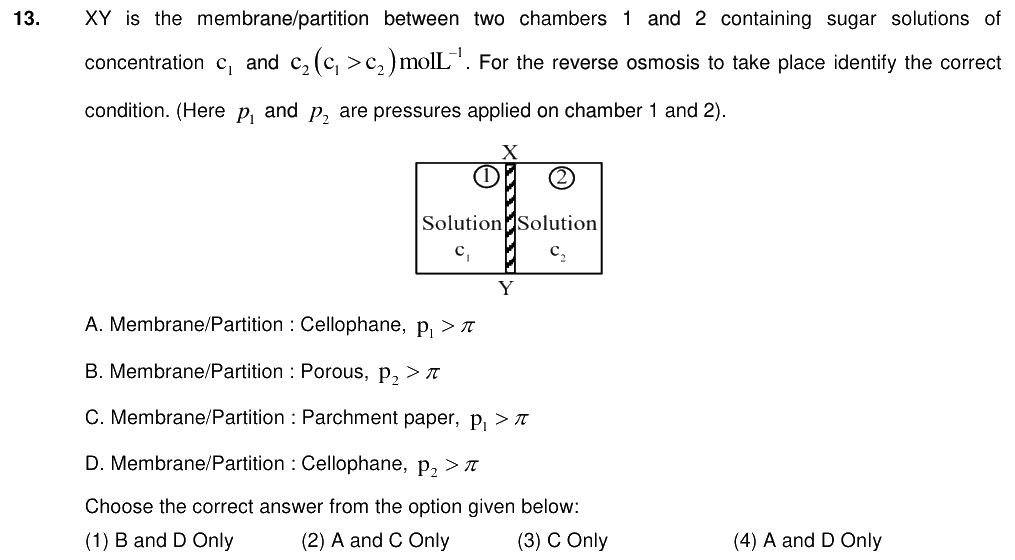 13. XY is the membrane/partition between two chambers 1 and 2 containing sugar solutions of
concentration c₁ and c₂(c₁ > c₂)molL⁻¹. For the reverse osmosis to take place identify the correct
condition. (Here p₁ and p₂ are pressures applied on chamber 1 and 2).
X
① ②
Solution Solution
c₁ c₂
Y
A. Membrane/Partition : Cellophane, p₁ > π
B. Membrane/Partition : Porous, p₂ > π
C. Membrane/Partition : Parchment paper, p₁ > π
D. Membrane/Partition : Cellophane, p₂ > π
Choose the correct answer from the option given below:
(1) B and D Only (2) A and C Only (3) C Only (4) A and D Only